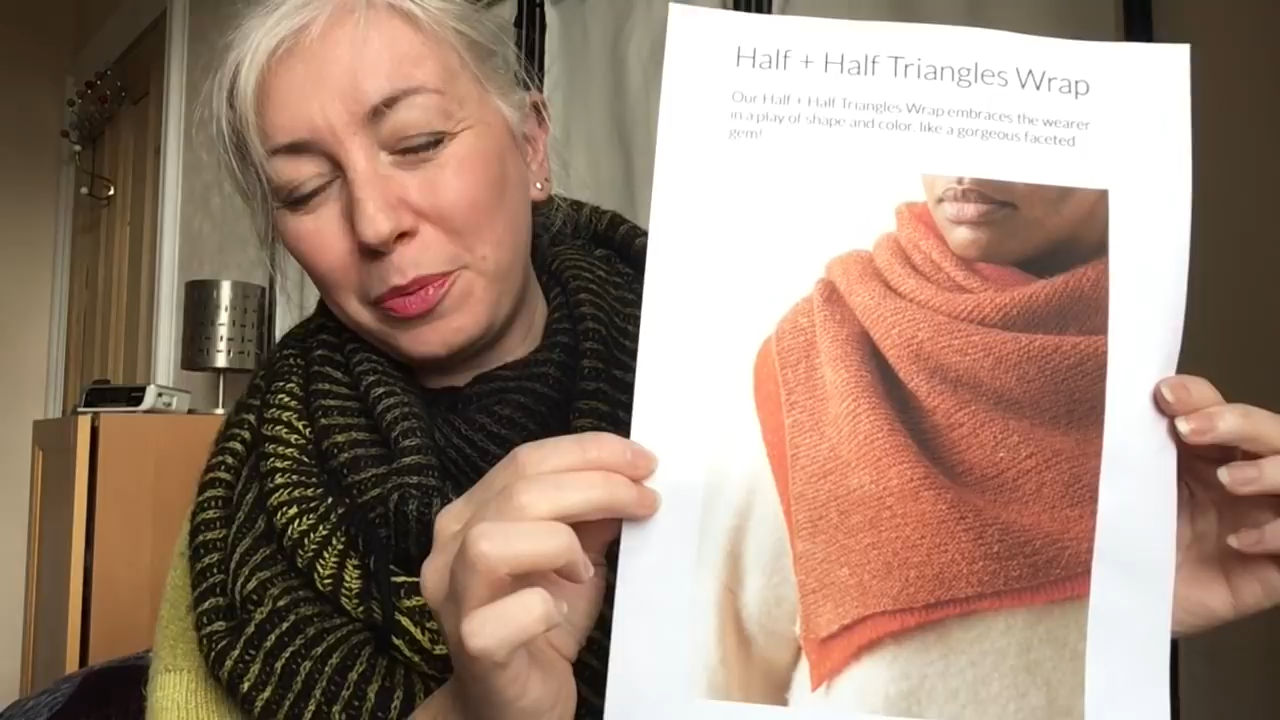 Half + Half Triangles Wrap
Our Half + Half Triangles Wrap embraces the wearer
in a play of shape and color, like a gorgeous faceted
gem!